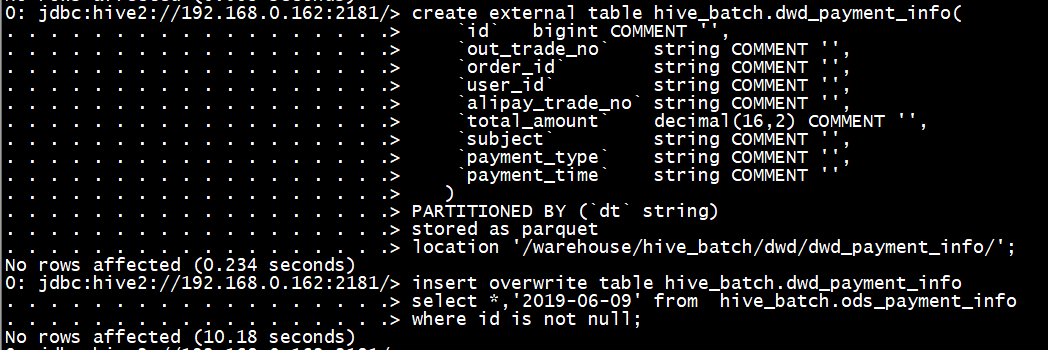 0: jdbc:hive2://192.168.0.162:2181/> create external table hive_batch.dwd_payment_info(
. . . . . . . . . . . . . . . . . .> `id` bigint COMMENT '',
. . . . . . . . . . . . . . . . . .> `out_trade_no` string COMMENT '',
. . . . . . . . . . . . . . . . . .> `order_id` string COMMENT '',
. . . . . . . . . . . . . . . . . .> `user_id` string COMMENT '',
. . . . . . . . . . . . . . . . . .> `alipay_trade_no` string COMMENT '',
. . . . . . . . . . . . . . . . . .> `total_amount` decimal(16,2) COMMENT '',
. . . . . . . . . . . . . . . . . .> `subject` string COMMENT '',
. . . . . . . . . . . . . . . . . .> `payment_type` string COMMENT '',
. . . . . . . . . . . . . . . . . .> `payment_time` string COMMENT ''
. . . . . . . . . . . . . . . . . .> )
. . . . . . . . . . . . . . . . . .> PARTITIONED BY (`dt` string)
. . . . . . . . . . . . . . . . . .> stored as parquet
. . . . . . . . . . . . . . . . . .> location '/warehouse/hive_batch/dwd/dwd_payment_info/';
No rows affected (0.234 seconds)
0: jdbc:hive2://192.168.0.162:2181/> insert overwrite table hive_batch.dwd_payment_info
. . . . . . . . . . . . . . . . . .> select *,'2019-06-09' from hive_batch.ods_payment_info
. . . . . . . . . . . . . . . . . .> where id is not null;
No rows affected (10.18 seconds)